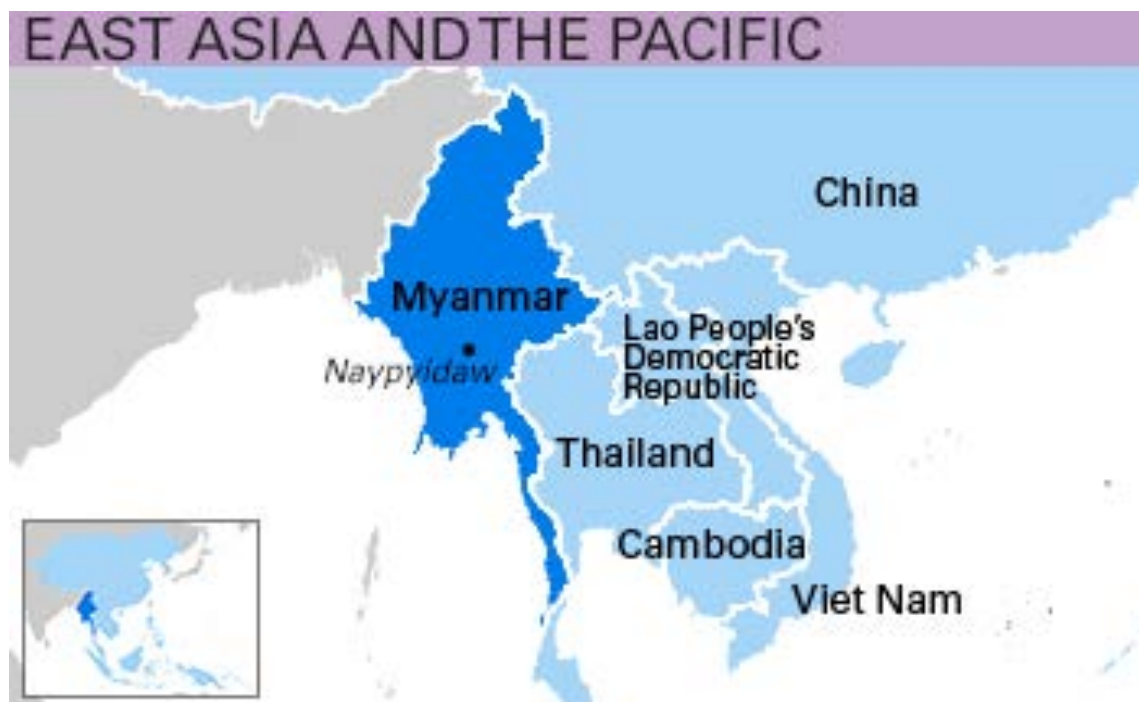 EAST ASIA AND THE PACIFIC
China
Myanmar
Lao People's
Democratic
Republic
Naypyidaw
Thailand
Cambodia
Viet Nam